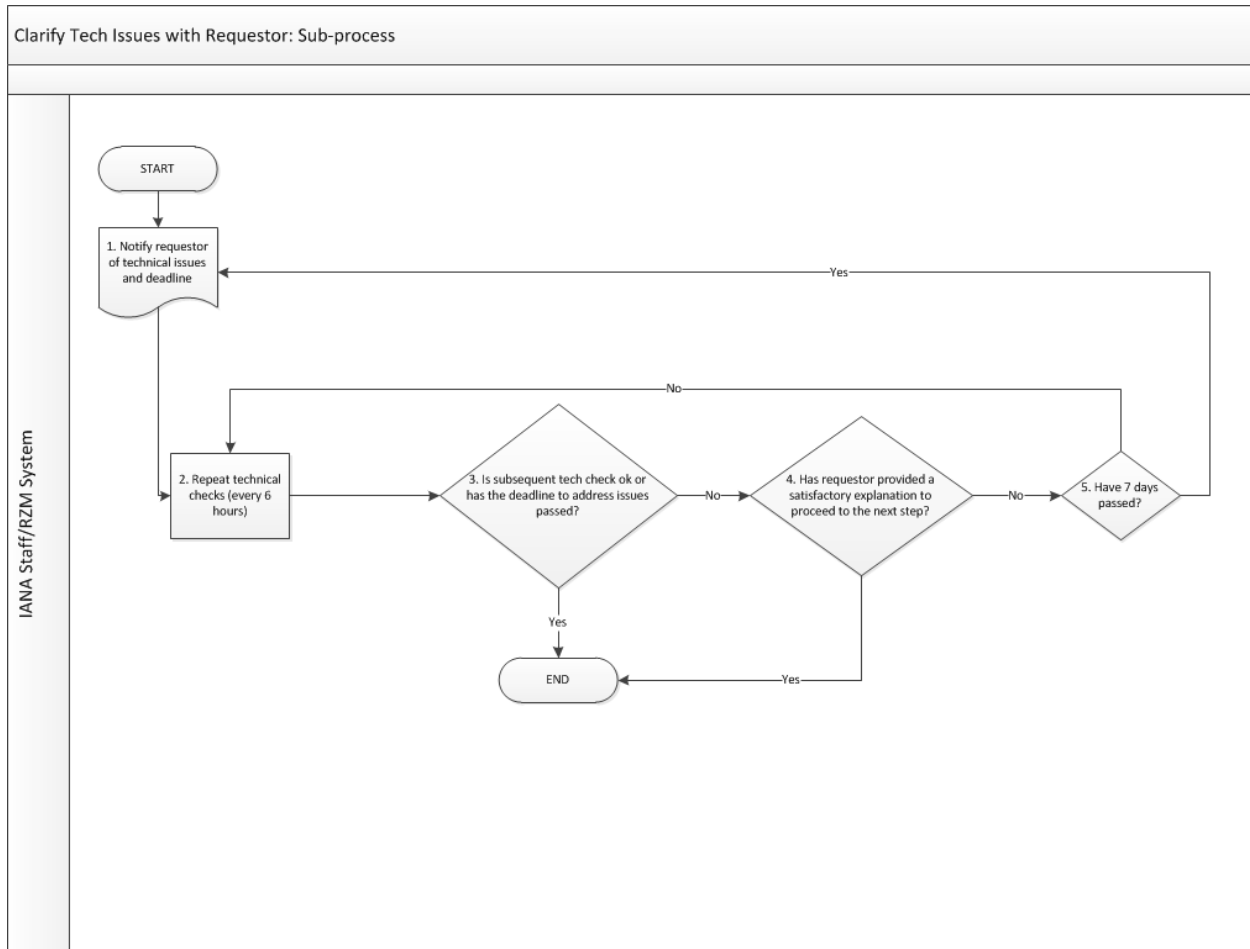 Clarify Tech Issues with Requestor: Sub-process
IANA Staff/RZM System
START
1. Notify requestor
of technical issues
and deadline
Yes
No
2. Repeat technical
checks (every 6
hours)
3. Is subsequent tech check ok or
has the deadline to address issues
passed?
No
4. Has requestor provided a
satisfactory explanation to
proceed to the next step?
No
5. Have 7 days
passed?
Yes
END
Yes